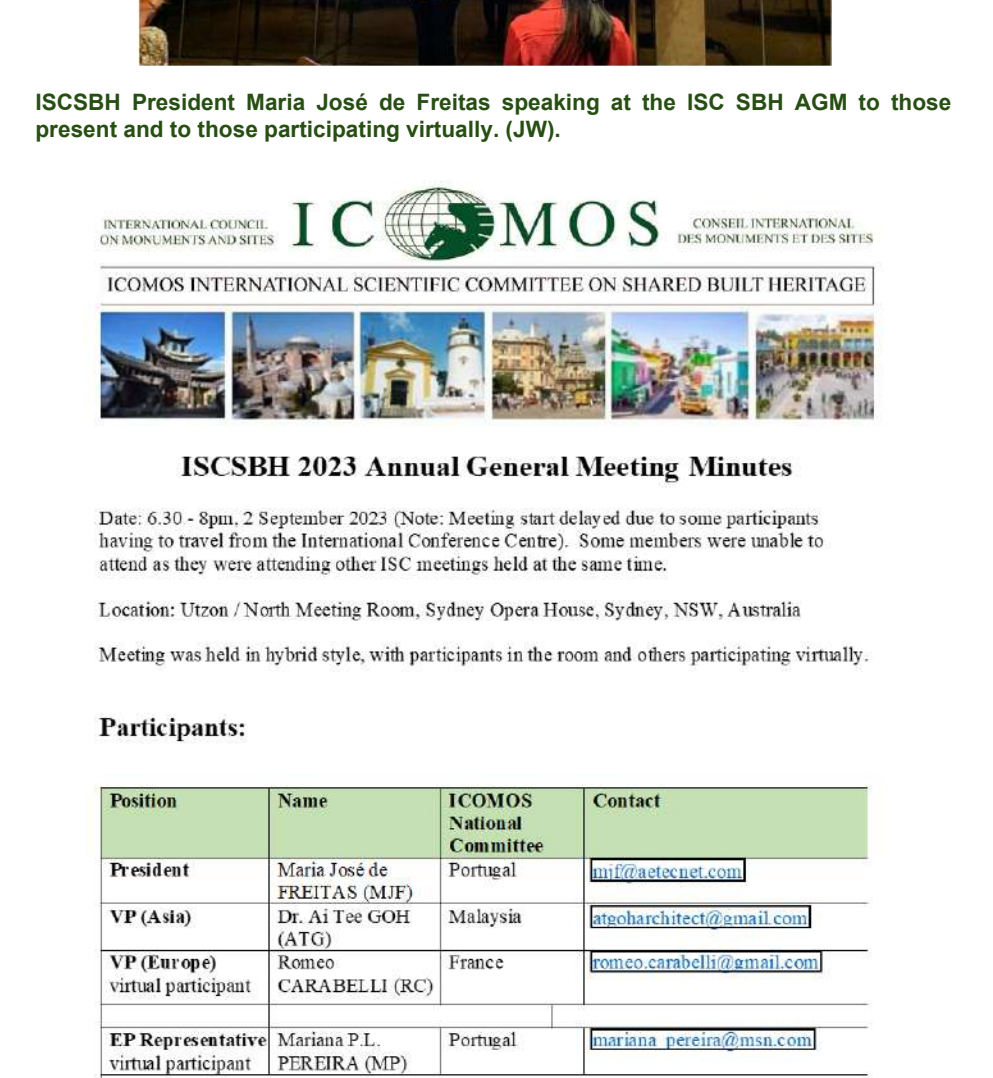 ISCSBH President Maria José de Freitas speaking at the ISC SBH AGM to those
present and to those participating virtually. (JW).
INTERNATIONAL COUNCIL
ON MONUMENTS AND SITES
ICOMOS
CONSEIL INTERNATIONAL
DES MONUMENTS ET DES SITES
ICOMOS INTERNATIONAL SCIENTIFIC COMMITTEE ON SHARED BUILT HERITAGE
ISCSBH 2023 Annual General Meeting Minutes
Date: 6.30 - 8pm, 2 September 2023 (Note: Meeting start delayed due to some participants
having to travel from the International Conference Centre). Some members were unable to
attend as they were attending other ISC meetings held at the same time.
Location: Utzon / North Meeting Room, Sydney Opera House, Sydney, NSW, Australia
Meeting was held in hybrid style, with participants in the room and others participating virtually.
Participants:
Position Name ICOMOS National Committee Contact
President Maria José de FREITAS (MJF) Portugal mjf@aetecnet.com
VP (Asia) Dr. Ai Tee GOH (ATG) Malaysia atgoharchitect@gmail.com
VP (Europe) virtual participant Romeo CARABELLI (RC) France romeo.carabelli@gmail.com
EP Representative virtual participant Mariana P.L. PEREIRA (MP) Portugal mariana_pereira@msn.com